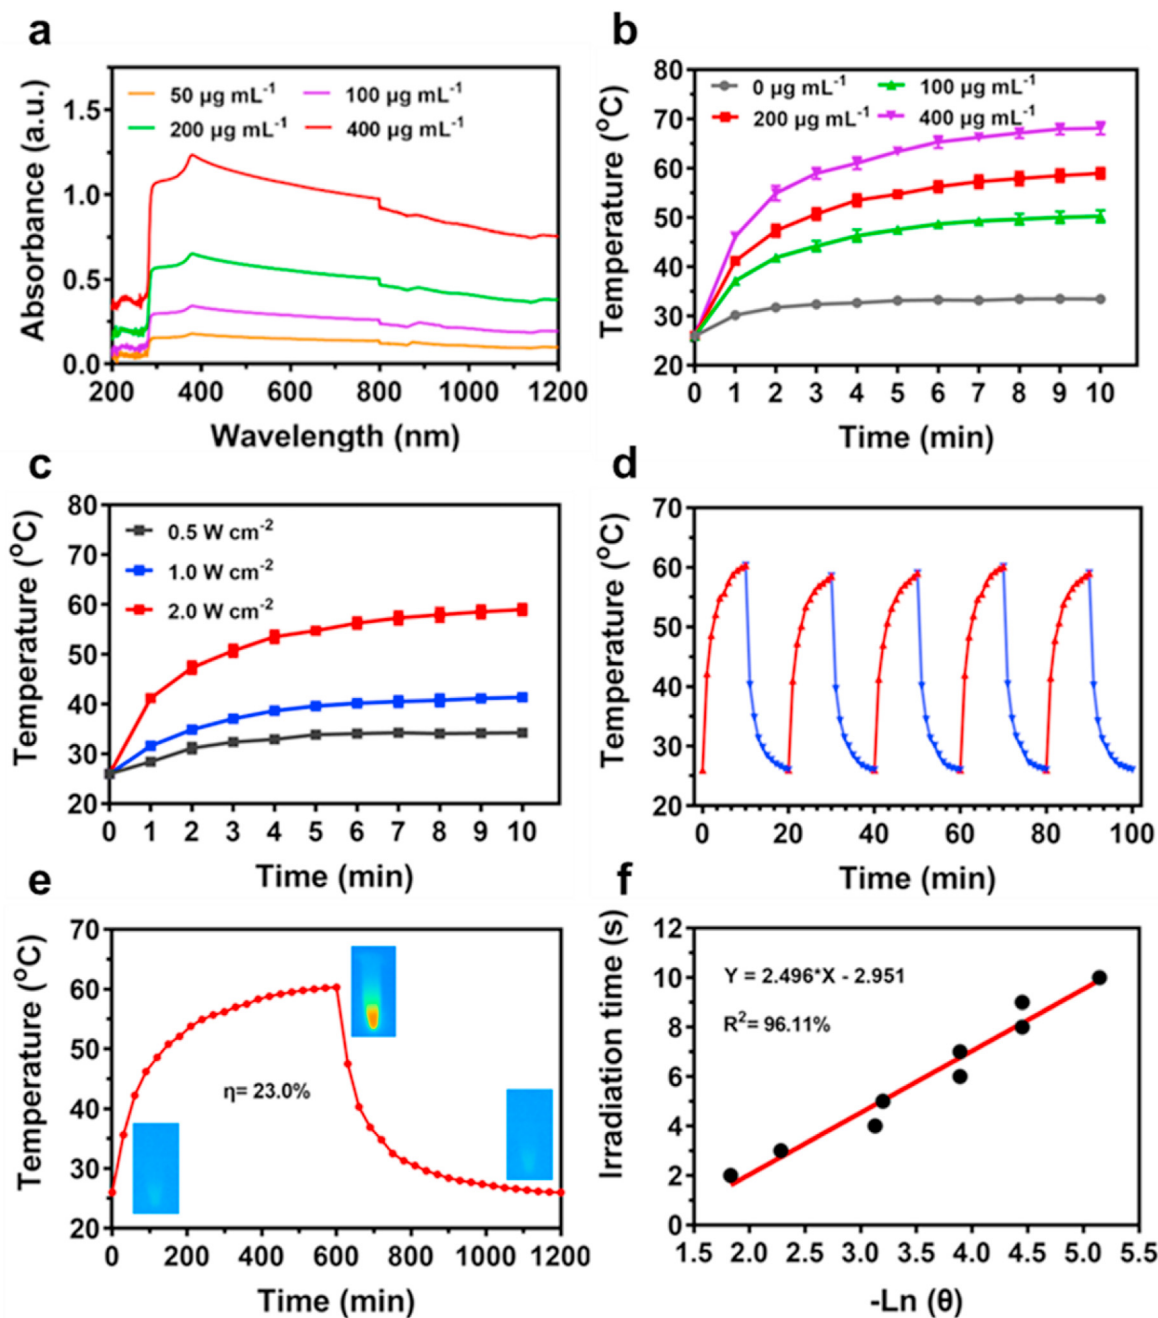 a
Absorbance (a.u.)
1.5
1.0
0.5
0.0
50 µg mL⁻¹
100 µg mL⁻¹
200 µg mL⁻¹
400 µg mL⁻¹
200 400 600 800 1000 1200
Wavelength (nm)
b
Temperature (°C)
80
70
60
50
40
30
20
0 µg mL⁻¹
100 µg mL⁻¹
200 µg mL⁻¹
400 µg mL⁻¹
0 1 2 3 4 5 6 7 8 9 10
Time (min)
c
Temperature (°C)
80
70
60
50
40
30
20
0.5 W cm⁻²
1.0 W cm⁻²
2.0 W cm⁻²
0 1 2 3 4 5 6 7 8 9 10
Time (min)
d
Temperature (°C)
70
60
50
40
30
20
0 20 40 60 80 100
Time (min)
e
Temperature (°C)
70
60
50
40
30
20
η= 23.0%
0 200 400 600 800 1000 1200
Time (min)
f
Irradiation time (s)
12
10
8
6
4
2
0
Y = 2.496*X - 2.951
R²= 96.11%
1.5 2.0 2.5 3.0 3.5 4.0 4.5 5.0 5.5
-Ln (θ)